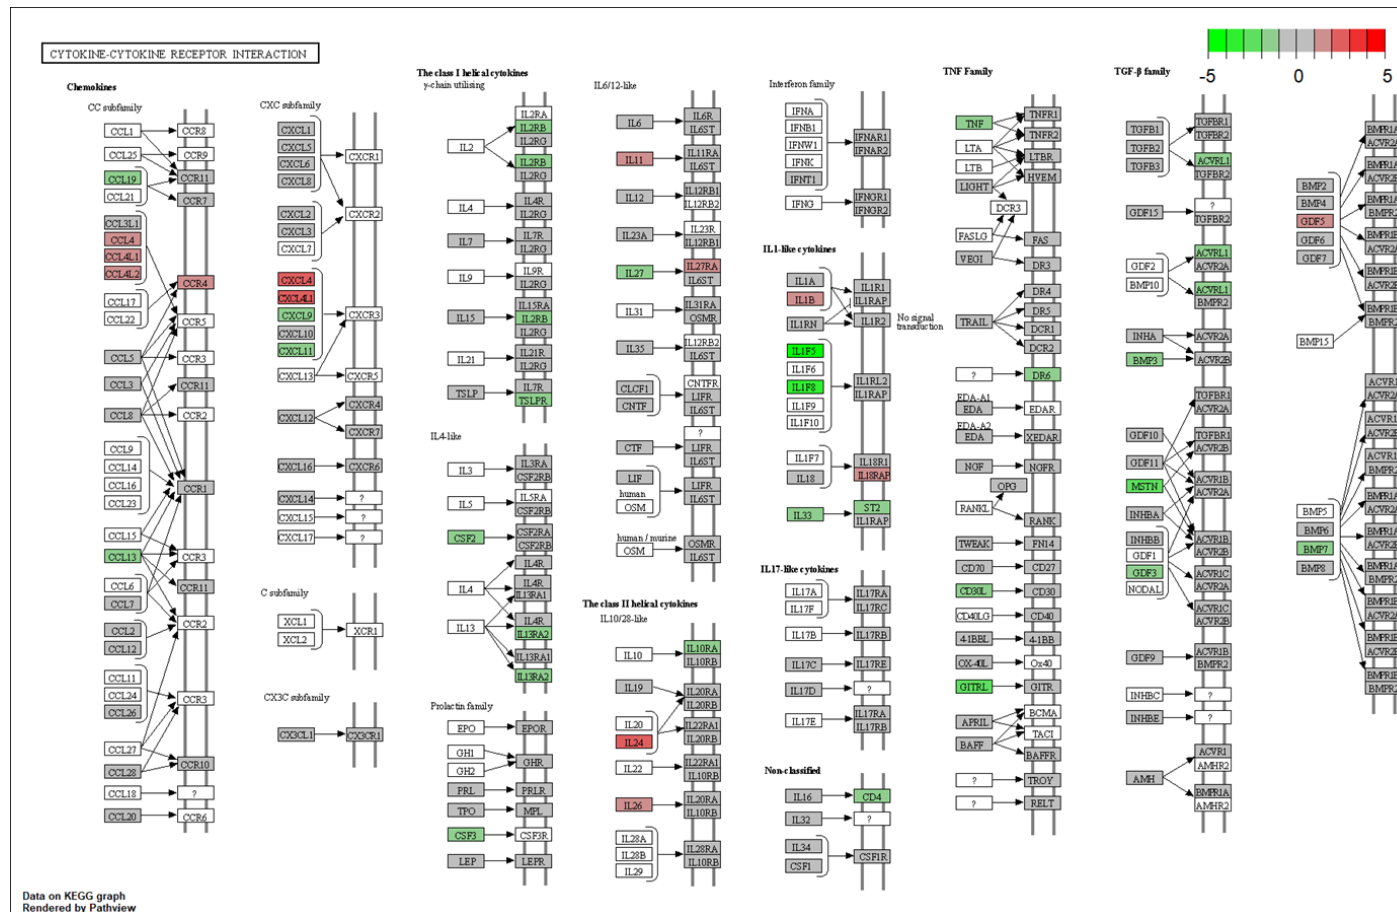 CYTOKINE-CYTOKINE RECEPTOR INTERACTION
-5 0 5
Chemokines
CC subfamily
CCL1
CCR8
CCL25
CCR9
CCL19
CCR11
CCL21
CCR7
CCL3L1
CCL4
CCL4L1
CCL4L2
CCR4
CCL17
CCL22
CCR5
CCL5
CCR3
CCL3
CCR11
CCL8
CCR2
CCL9
CCL14
CCL16
CCL23
CCR1
CCL15
CCR3
CCL13
CCL6
CCR11
CCL7
CCR2
CCL2
CCL12
CCL11
CCL24
CCL26
CCR3
CCL27
CCL28
CCR10
CCL18
?
CCL20
CCR6
CXC subfamily
CXCL1
CXCL5
CXCL6
CXCL8
CXCR1
CXCL2
CXCL3
CXCL7
CXCR2
CXCL4
CXCL4L1
CXCL9
CXCL10
CXCL11
CXCR3
CXCL13
CXCR5
CXCL12
CXCR4
CXCR7
CXCL16
CXCR6
CXCL14
?
CXCL15
?
CXCL17
?
C subfamily
XCL1
XCL2
XCR1
CX3C subfamily
CX3CL1
CX3CR1
The class I helical cytokines
γ-chain utilising
IL2
IL2RA
IL2RB
IL2RG
IL2RB
IL2RG
IL4
IL4R
IL2RG
IL7
IL7R
IL2RG
IL9
IL9R
IL2RG
IL15
IL15RA
IL2RB
IL2RG
IL21
IL21R
IL2RG
TSLP
IL7R
TSLPR
IL4-like
IL3
IL3RA
CSF2RB
IL5
IL5RA
CSF2RB
CSF2
CSF2RA
CSF2RB
IL4
IL4R
IL4R
IL13RA1
IL13
IL4R
IL13RA2
IL13RA1
IL13RA2
Prolactin family
EPO
EPOR
GH1
GH2
GHR
PRL
PRLR
TPO
MPL
CSF3
CSF3R
LEP
LEPR
IL6/12-like
IL6
IL6R
IL6ST
IL11
IL11RA
IL6ST
IL12
IL12RB1
IL12RB2
IL23A
IL23R
IL12RB1
IL27
IL27RA
IL6ST
IL31
IL31RA
OSMR
IL35
IL12RB2
IL6ST
CLCF1
CNTF
CNTFR
LIFR
IL6ST
CTF
?
LIFR
IL6ST
LIF
human
OSM
LIFR
IL6ST
human / murine
OSM
OSMR
IL6ST
The class II helical cytokines
IL10/28-like
IL10
IL10RA
IL10RB
IL19
IL20RA
IL20RB
IL20
IL24
IL22RA1
IL20RB
IL22
IL22RA1
IL10RB
IL26
IL20RA
IL10RB
IL28A
IL28B
IL29
IL28RA
IL10RB
Interferon family
IFNA
IFNB1
IFNW1
IFNK
IFNT1
IFNAR1
IFNAR2
IFNG
IFNGR1
IFNGR2
IL1-like cytokines
IL1A
IL1B
IL1RN
IL1R1
IL1RAP
IL1R2
No signal
transduction
IL1F5
IL1F6
IL1F8
IL1F9
IL1F10
IL1RL2
IL1RAP
IL1F7
IL18
IL18R1
IL18RAP
IL33
ST2
IL1RAP
IL17-like cytokines
IL17A
IL17F
IL17RA
IL17RC
IL17B
IL17RB
IL17C
IL17RE
IL17D
?
IL17E
IL17RA
IL17RB
Non-classified
IL16
CD4
IL32
?
IL34
CSF1
CSF1R
TNF Family
TNF
TNFR1
LTA
TNFR2
LTB
LTBR
LIGHT
HVEM
DCR3
FASLG
FAS
VEGI
DR3
TRAIL
DR4
DR5
DCR1
DCR2
?
DR6
EDA-A1
EDA
EDAR
EDA-A2
EDA
XEDAR
NGF
NGFR
OPG
RANKL
RANK
TWEAK
FN14
CD70
CD27
CD30L
CD30
CD40LG
CD40
4-1BBL
4-1BB
OX-40L
Ox40
GITRL
GITR
APRIL
BCMA
TACI
BAFF
BAFFR
?
TROY
?
RELT
TGF-β family
TGFB1
TGFB2
TGFB3
TGFBR1
TGFBR2
ACVRL1
TGFBR2
GDF15
?
TGFBR2
GDF2
BMP10
ACVRL1
ACVR2A
ACVRL1
BMPR2
INHA
ACVR2A
BMP3
ACVR2B
GDF10
TGFBR1
ACVR2A
GDF11
TGFBR1
ACVR2B
MSTN
ACVR1B
ACVR2A
INHBA
INHBB
GDF1
GDF3
NODAL
ACVR1B
ACVR2B
ACVR1C
ACVR2A
ACVR1C
ACVR2B
GDF9
ACVR1B
BMPR2
INHBC
?
INHBE
?
AMH
ACVR1
AMHR2
BMPR1A
AMHR2
BMP2
BMP4
GDF5
GDF6
GDF7
BMP15
BMP5
BMP6
BMP7
BMP8
Data on KEGG graph
Rendered by Pathview